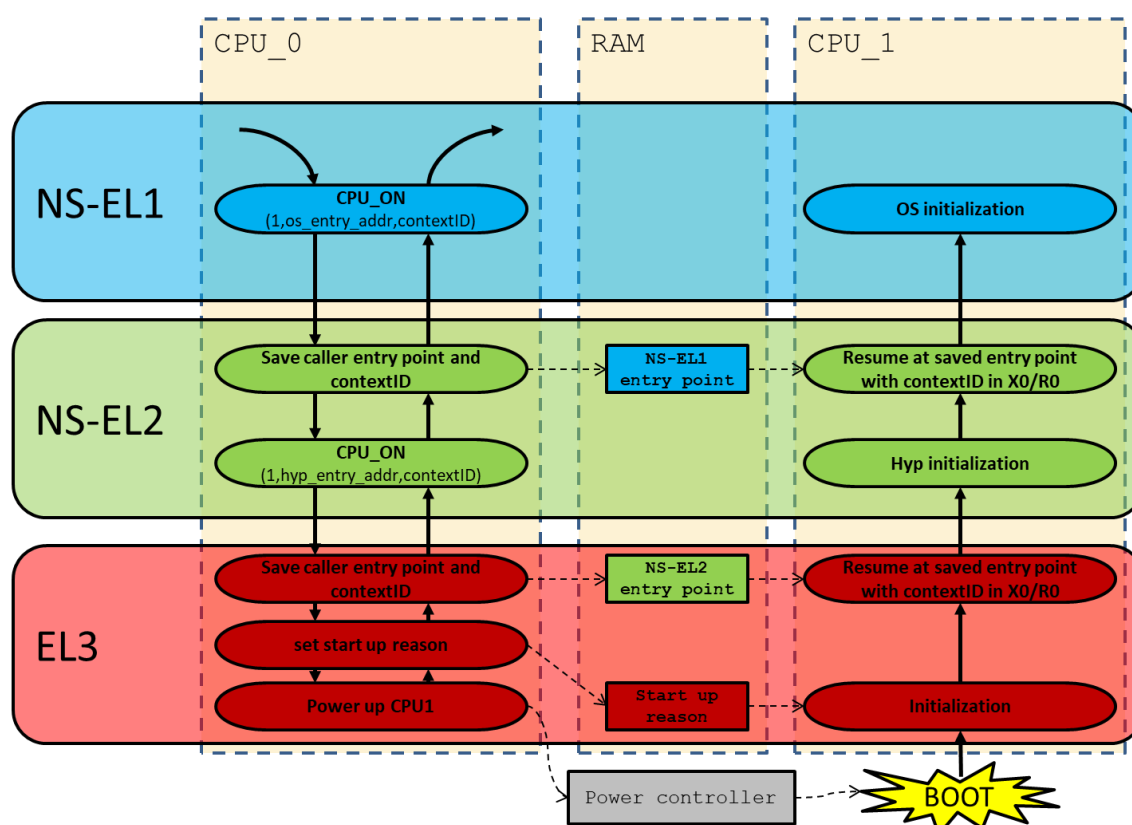 CPU_0
RAM
CPU_1
NS-EL1
CPU_ON
(1,os_entry_addr,contextID)
OS initialization
NS-EL2
Save caller entry point and
contextID
NS-EL1
entry point
Resume at saved entry point
with contextID in X0/R0
CPU_ON
(1,hyp_entry_addr,contextID)
Hyp initialization
EL3
Save caller entry point and
contextID
NS-EL2
entry point
Resume at saved entry point
with contextID in X0/R0
set start up reason
Power up CPU1
Start up
reason
Initialization
Power controller
BOOT